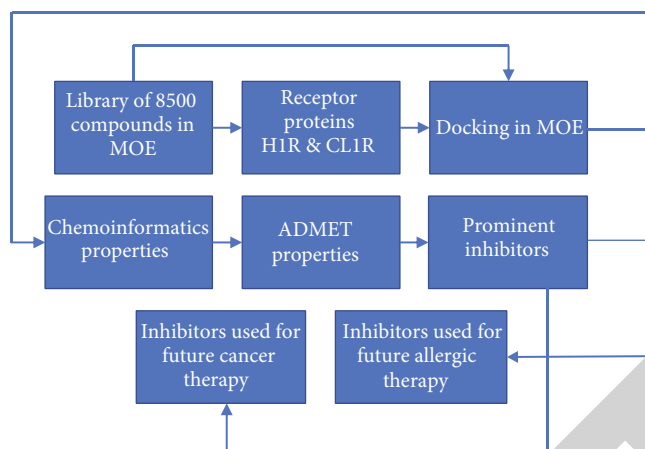 Library of 8500
compounds in
MOE
Receptor
proteins
H1R & CL1R
Docking in MOE
Chemoinformatics
properties
ADMET
properties
Prominent
inhibitors
Inhibitors used for
future cancer
therapy
Inhibitors used for
future allergic
therapy